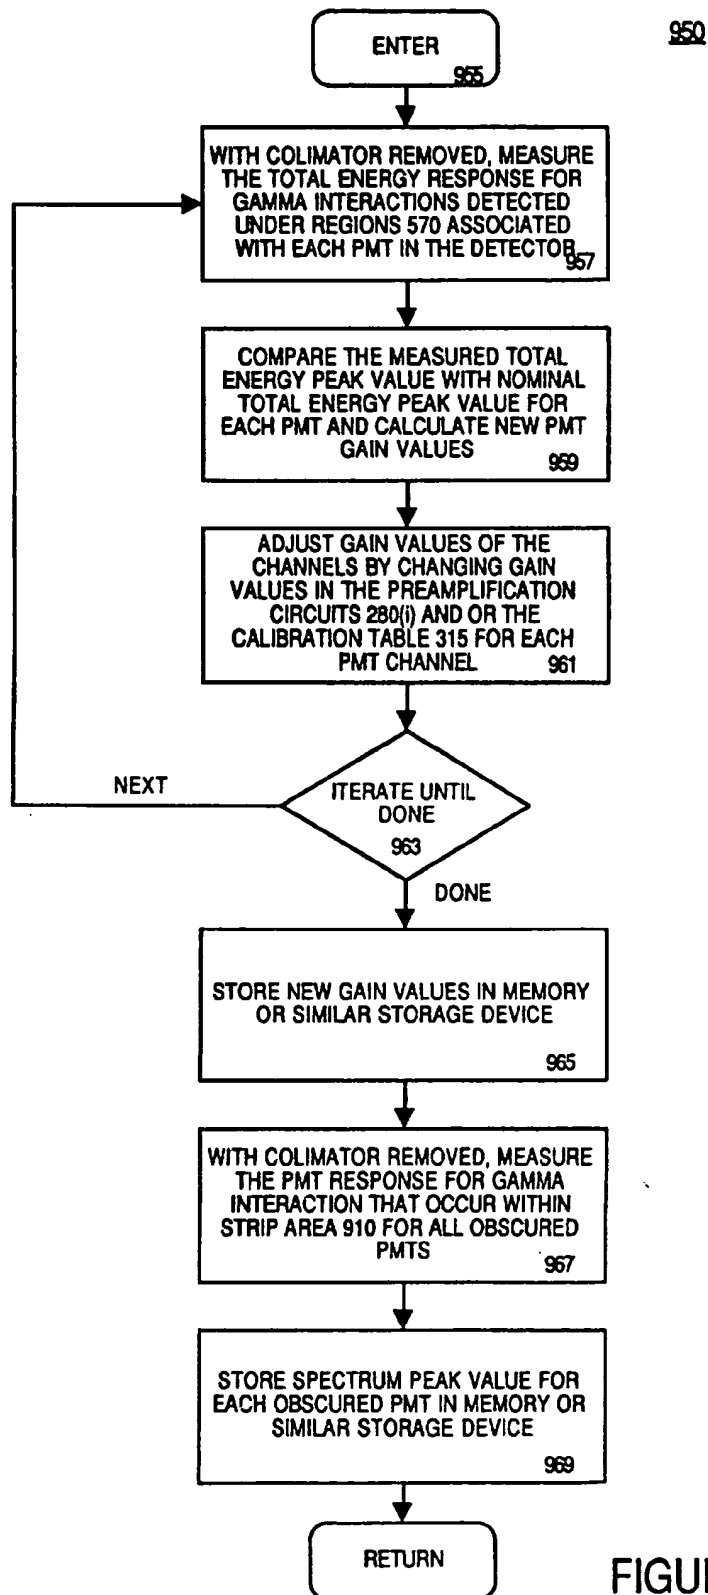 950
ENTER
955
WITH COLIMATOR REMOVED, MEASURE
THE TOTAL ENERGY RESPONSE FOR
GAMMA INTERACTIONS DETECTED
UNDER REGIONS 570 ASSOCIATED
WITH EACH PMT IN THE DETECTOR
957
COMPARE THE MEASURED TOTAL
ENERGY PEAK VALUE WITH NOMINAL
TOTAL ENERGY PEAK VALUE FOR
EACH PMT AND CALCULATE NEW PMT
GAIN VALUES
959
ADJUST GAIN VALUES OF THE
CHANNELS BY CHANGING GAIN
VALUES IN THE PREAMPLIFICATION
CIRCUITS 280(i) AND OR THE
CALIBRATION TABLE 315 FOR EACH
PMT CHANNEL
961
NEXT
ITERATE UNTIL
DONE
963
DONE
STORE NEW GAIN VALUES IN MEMORY
OR SIMILAR STORAGE DEVICE
965
WITH COLIMATOR REMOVED, MEASURE
THE PMT RESPONSE FOR GAMMA
INTERACTION THAT OCCUR WITHIN
STRIP AREA 910 FOR ALL OBSCURED
PMTS
967
STORE SPECTRUM PEAK VALUE FOR
EACH OBSCURED PMT IN MEMORY OR
SIMILAR STORAGE DEVICE
969
RETURN